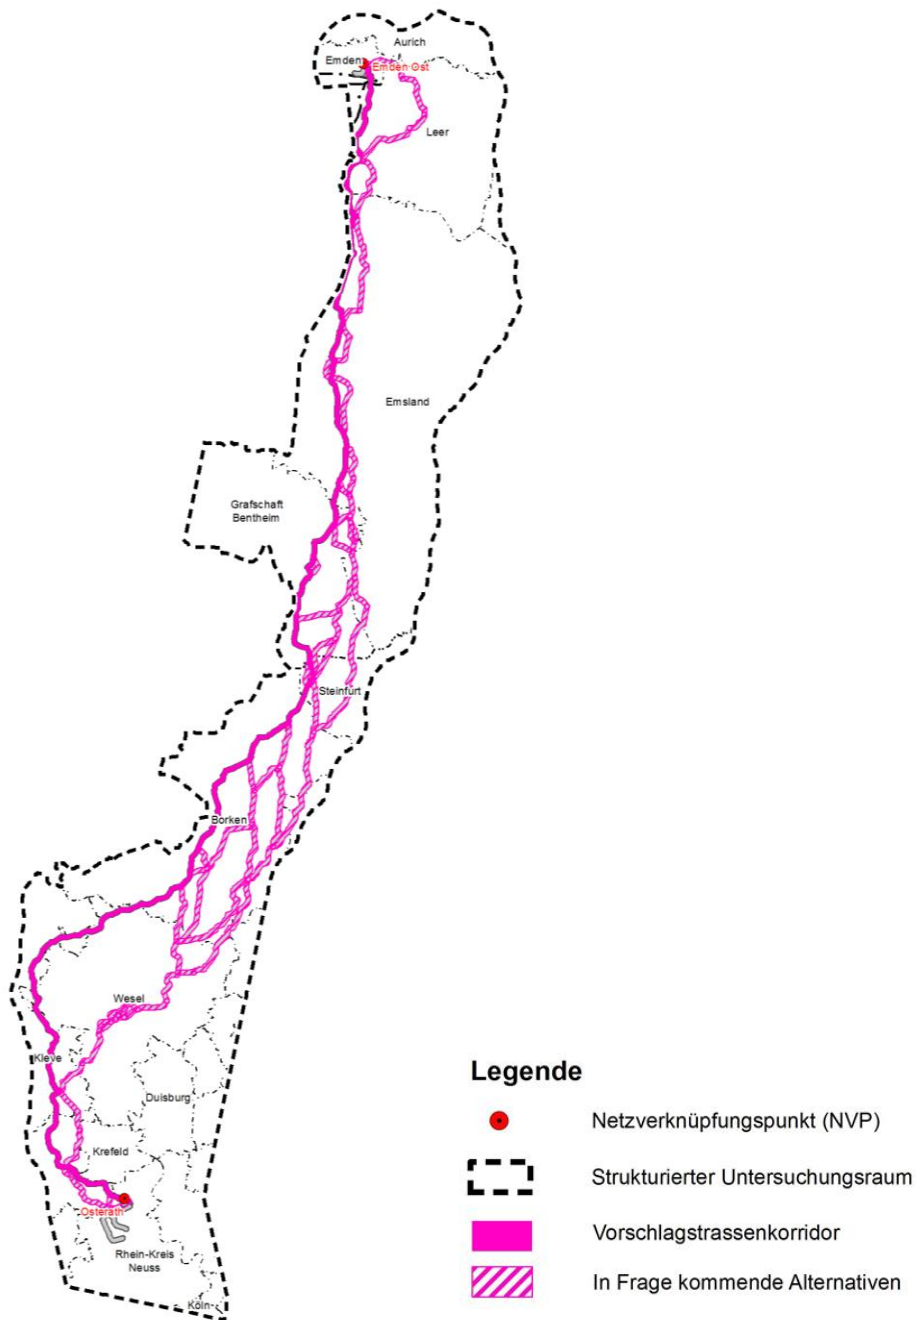 Aurich
Emden
Emden Ost
Leer
Emsland
Grafschaft
Bentheim
Steinfurt
Borken
Wesel
Kleve
Duisburg
Krefeld
Osterath
Rhein-Kreis
Neuss
Köln
Legende
Netzverknüpfungspunkt (NVP)
Strukturierter Untersuchungsraum
Vorschlagstrassenkorridor
In Frage kommende Alternativen